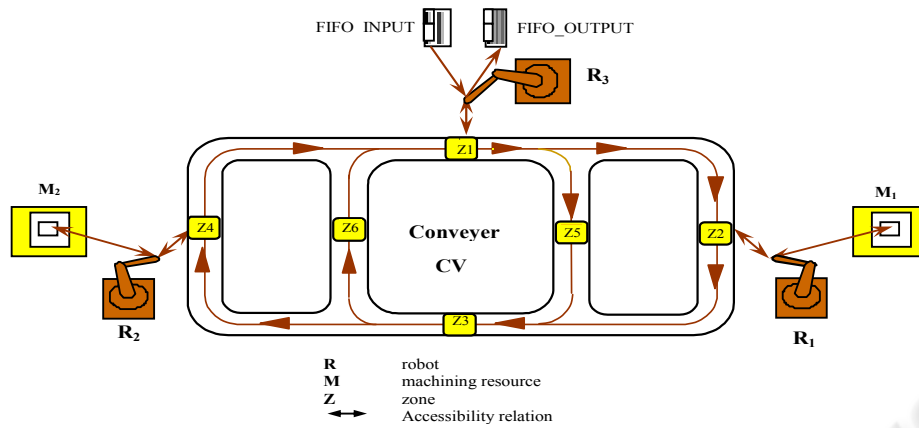 FIFO INPUT
FIFO_OUTPUT
R3
Z1
M2
M1
Z4
Z6
Conveyer
CV
Z5
Z2
R2
R1
Z3
R robot
M machining resource
Z zone
Accessibility relation